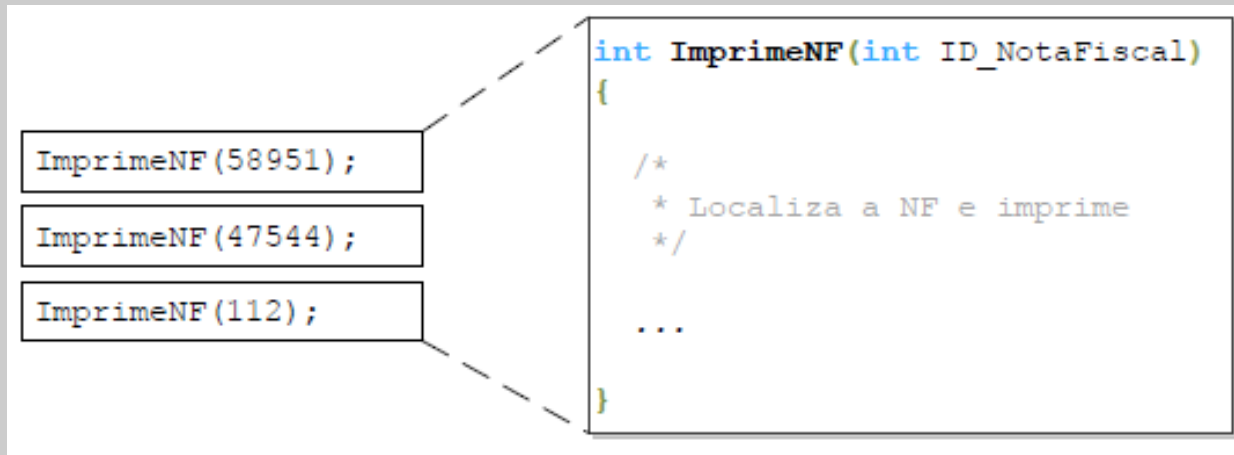 ImprimeNF(58951);
ImprimeNF(47544);
ImprimeNF(112);
int ImprimeNF(int ID_NotaFiscal)
{
/*
* Localiza a NF e imprime
*/
...
}